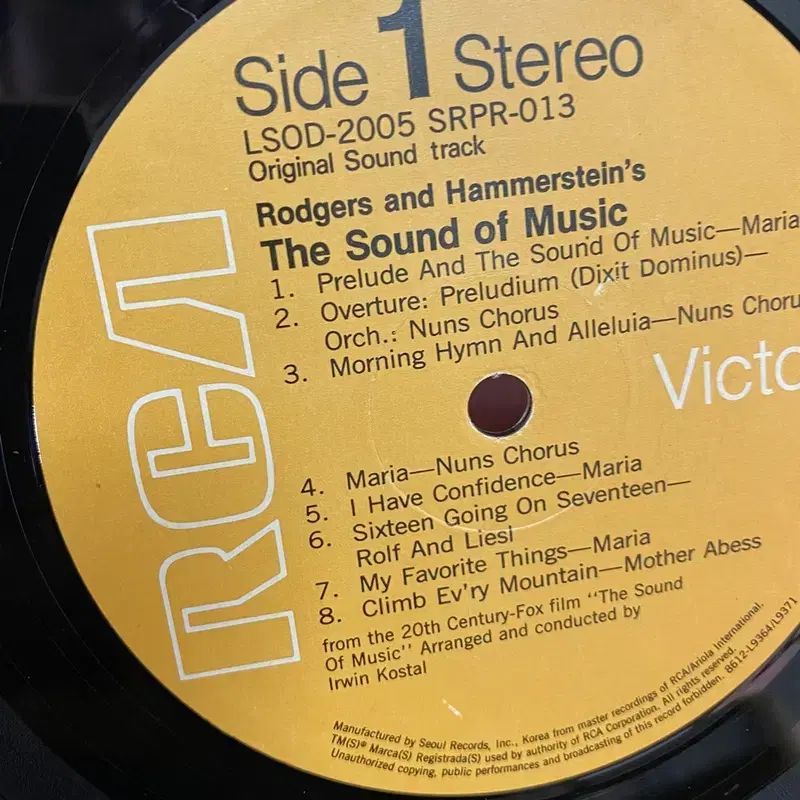 Side 1 Stereo
LSOD-2005 SRPR-013
Original Sound track
Rodgers and Hammerstein's
The Sound of Music
1. Prelude And The Sound Of Music—Maria
2. Overture: Preludium (Dixit Dominus)—
Orch.: Nuns Chorus
3. Morning Hymn And Alleluia—Nuns Choru
RCA
Victo
4. Maria—Nuns Chorus
5. I Have Confidence—Maria
6. Sixteen Going On Seventeen—
Rolf And Liesl
7. My Favorite Things—Maria
8. Climb Ev'ry Mountain—Mother Abess
from the 20th Century-Fox film "The Sound
Of Music" Arranged and conducted by
Irwin Kostal
Manufactured by Seoul Records, Inc., Korea from master recordings of RCA/Ariola International.
TM(S)® Marca(S) Registrada(S) used by authority of RCA Corporation. All rights reserved.
Unauthorized copying, public performances and broadcasting of this record forbidden. B612-L9364/L9371